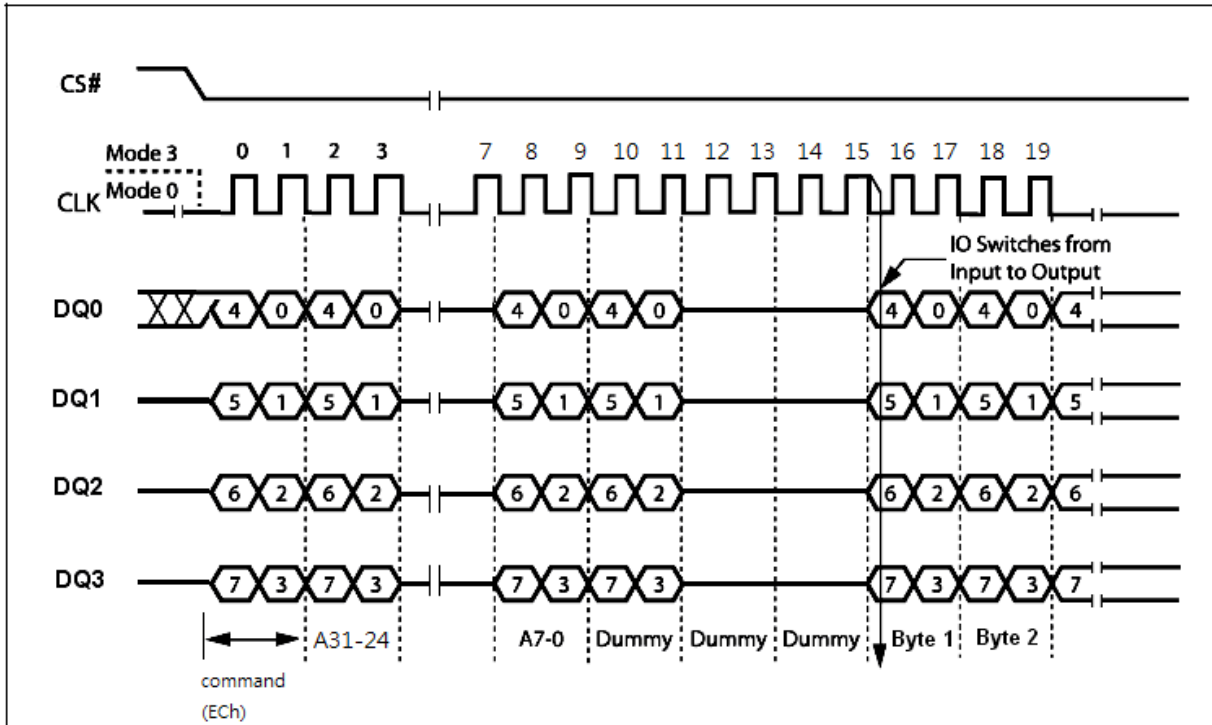 CS#
Mode 3
0 1 2 3 7 8 9 10 11 12 13 14 15 16 17 18 19
Mode 0
CLK
IO Switches from
Input to Output
DQ0 4 0 4 0 4 0 4 0 4 0 4 0 4
DQ1 5 1 5 1 5 1 5 1 5 1 5 1 5
DQ2 6 2 6 2 6 2 6 2 6 2 6 2 6
DQ3 7 3 7 3 7 3 7 3 7 3 7 3 7
A31-24 A7-0 Dummy Dummy Dummy Byte 1 Byte 2
command
(ECh)